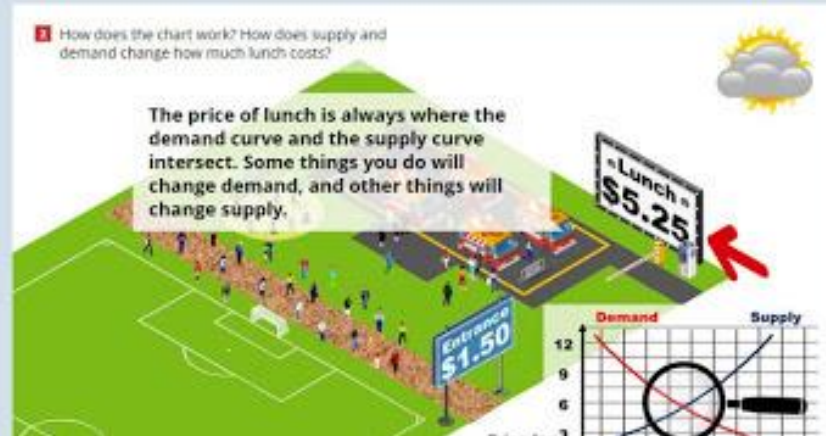 3 How does the chart work? How does supply and
demand change how much lunch costs?
The price of lunch is always where the
demand curve and the supply curve
intersect. Some things you do will
change demand, and other things will
change supply.
Lunch
$5.25
Entrance
$1.50
Demand Supply
12
9
6
3